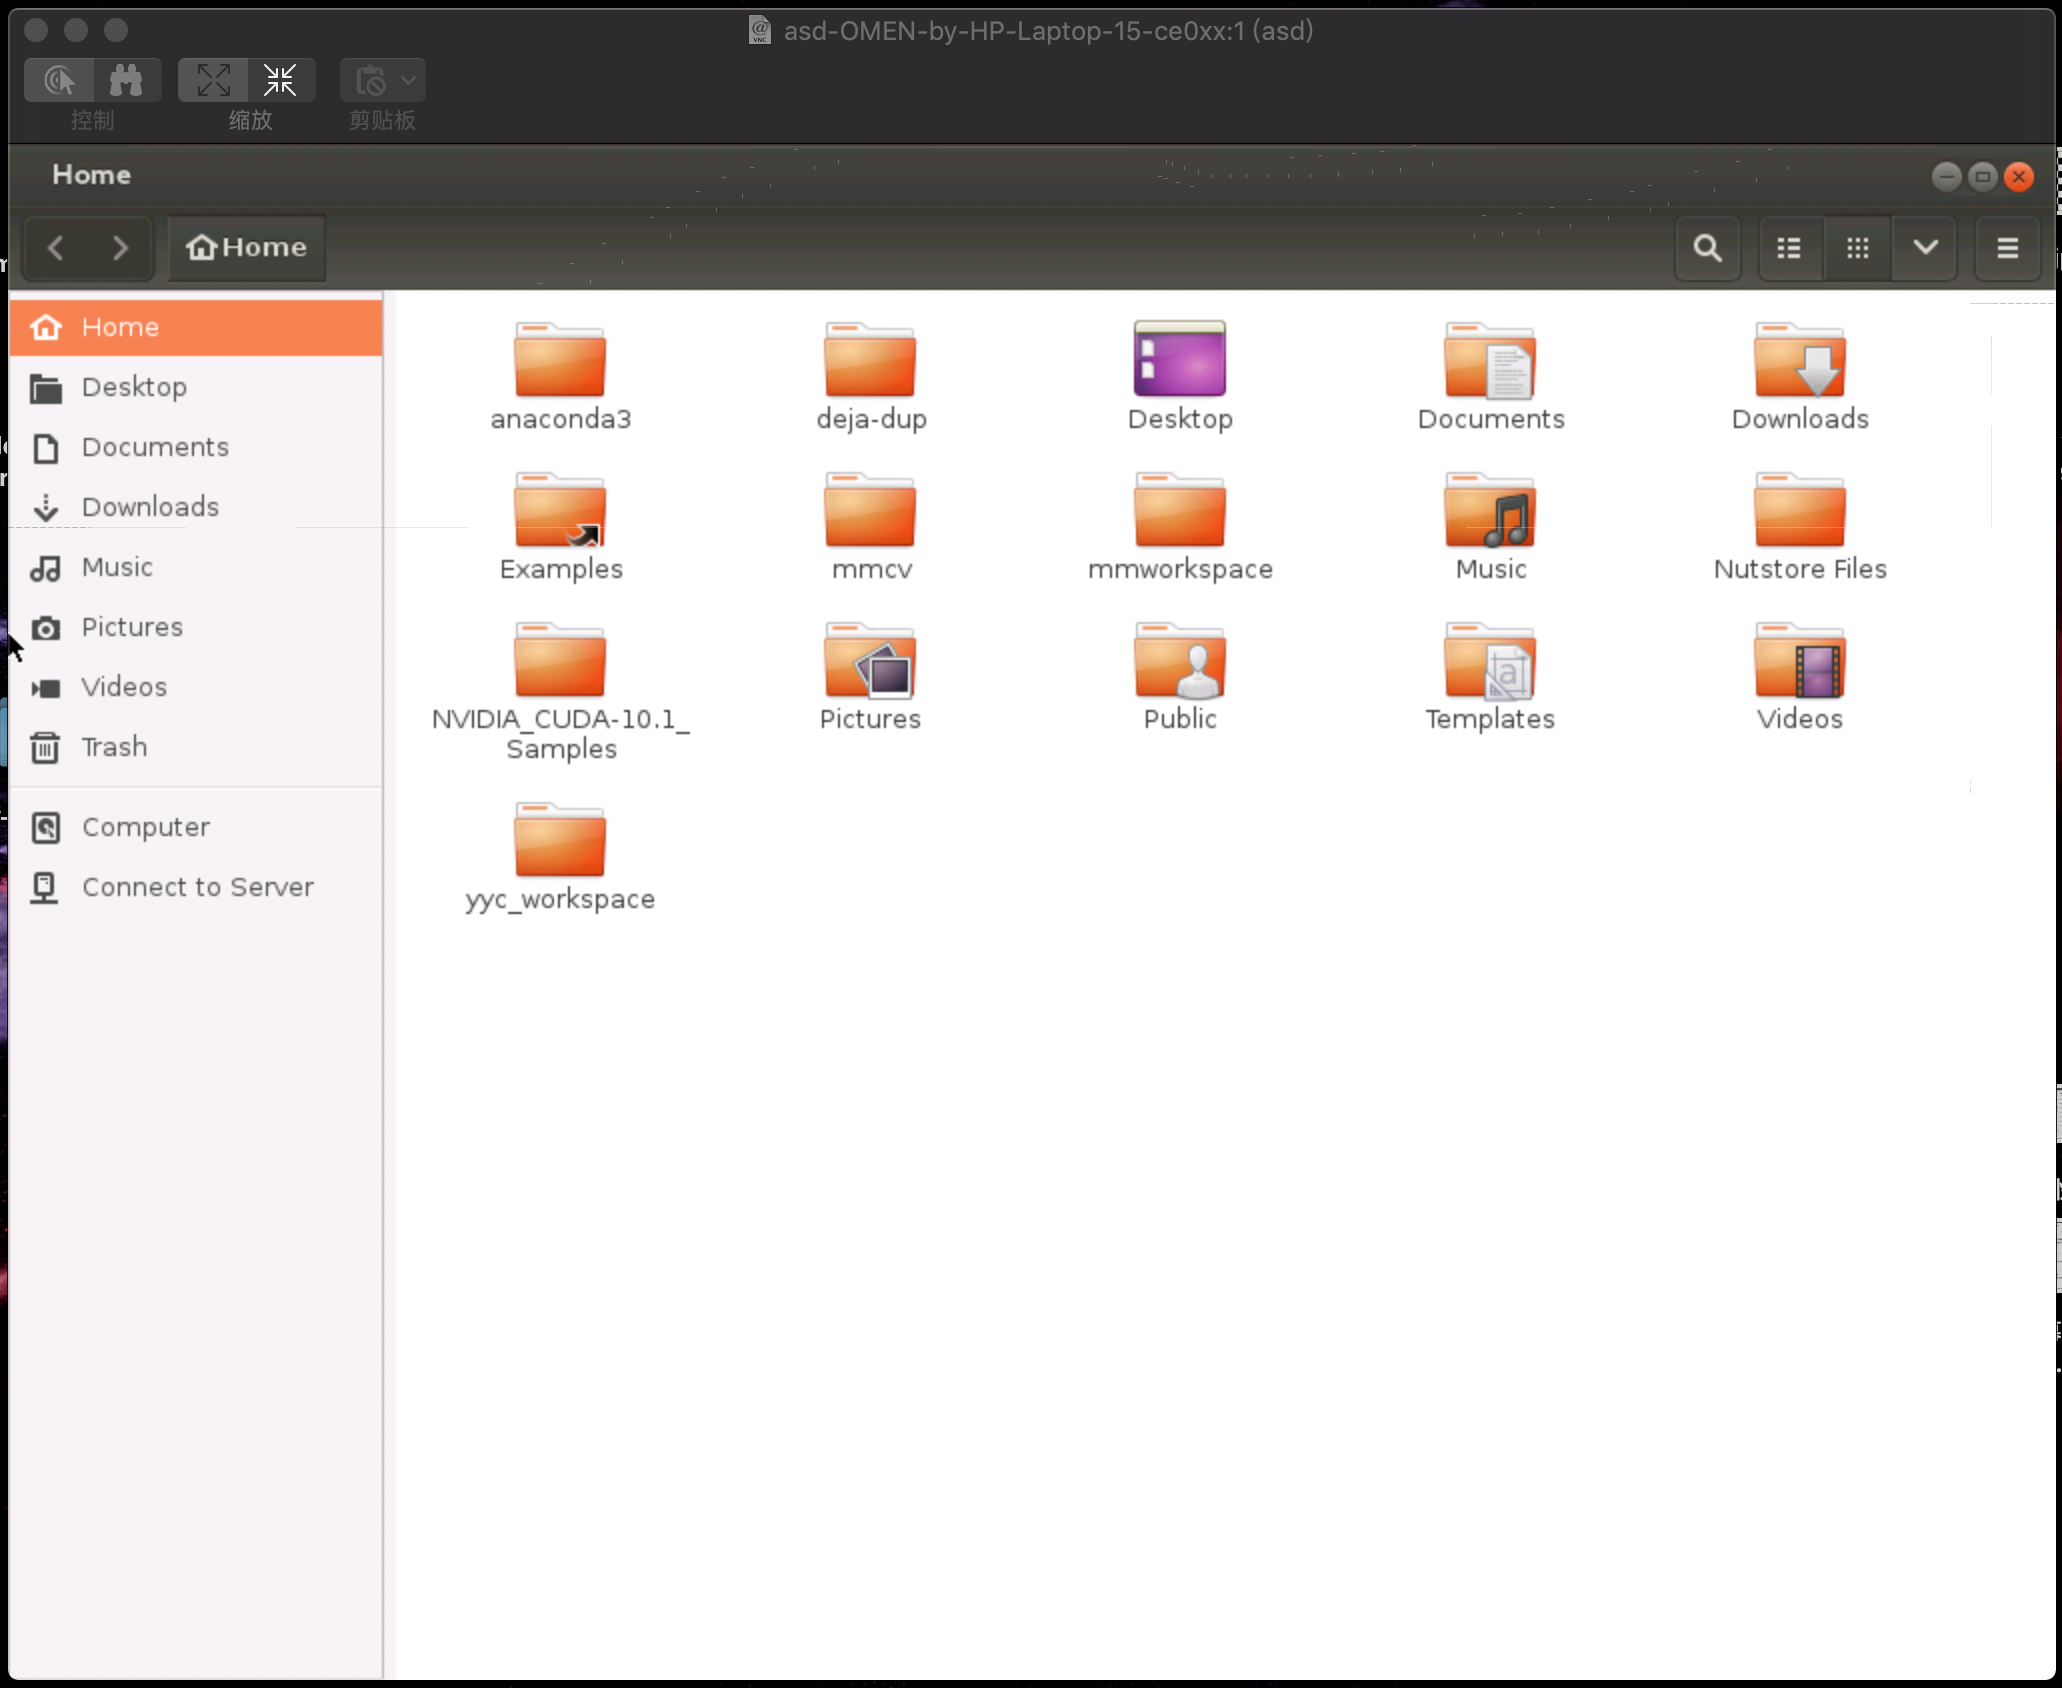 asd-OMEN-by-HP-Laptop-15-ce0xx:1 (asd)
控制
缩放
剪贴板
Home
Home
Home
Desktop
Documents
Downloads
Music
Pictures
Videos
Trash
Computer
Connect to Server
anaconda3
deja-dup
Desktop
Documents
Downloads
Examples
mmcv
mmworkspace
Music
Nutstore Files
NVIDIA_CUDA-10.1_
Samples
Pictures
Public
Templates
Videos
yyc_workspace